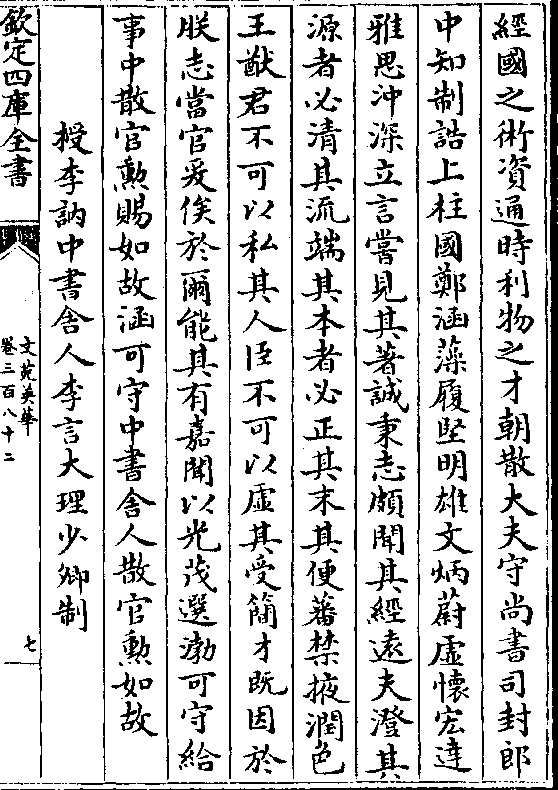 經國之術資通時利物之才朝散大夫守尚書司封郎
中知制誥上柱國鄭涵藻履堅明雄文炳蔚虛懷宏達
雅思沖深立言嘗見其著誠秉志頗聞其經遠夫澄其
源者必清其流端其本者必正其末其便蕃禁掖潤色
王猷君不可以私其人臣不可以虛其受簡才既因於
朕志當官爰俟於爾能其有嘉聞以光茂選渤可守給
事中散官勲賜如故涵可守中書舍人散官勲如故
授李訥中書舍人李言大理少卿制
欽定四庫全書
文苑英華
卷三百八十二
七